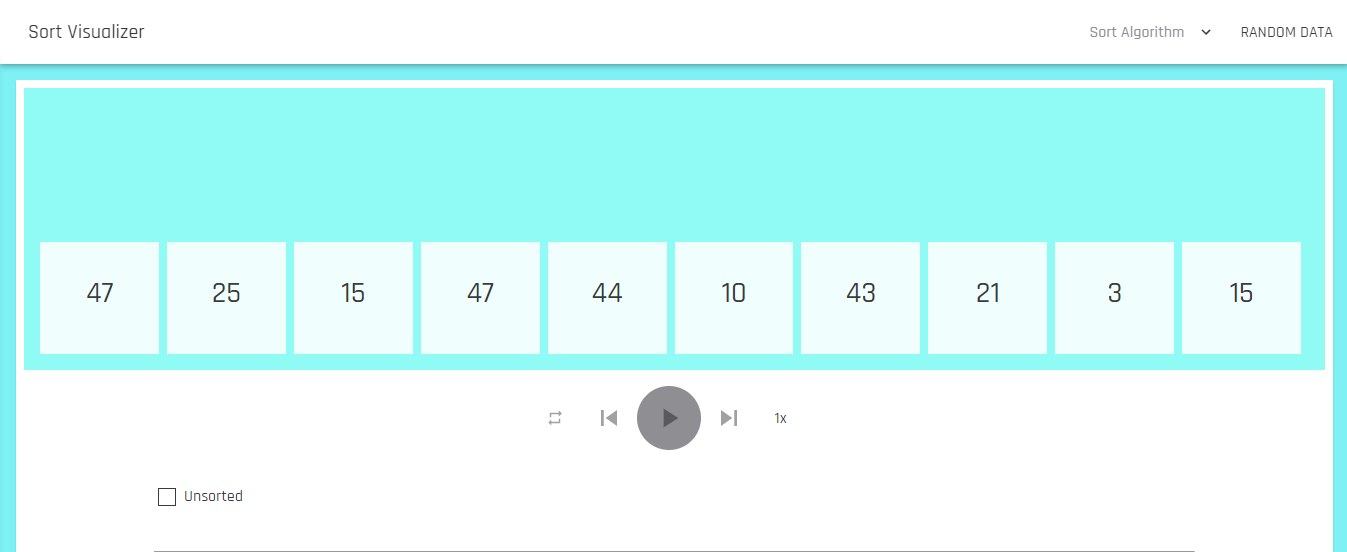 Sort Visualizer Sort Algorithm RANDOM DATA
47 25 15 47 44 10 43 21 3 15
1x
Unsorted